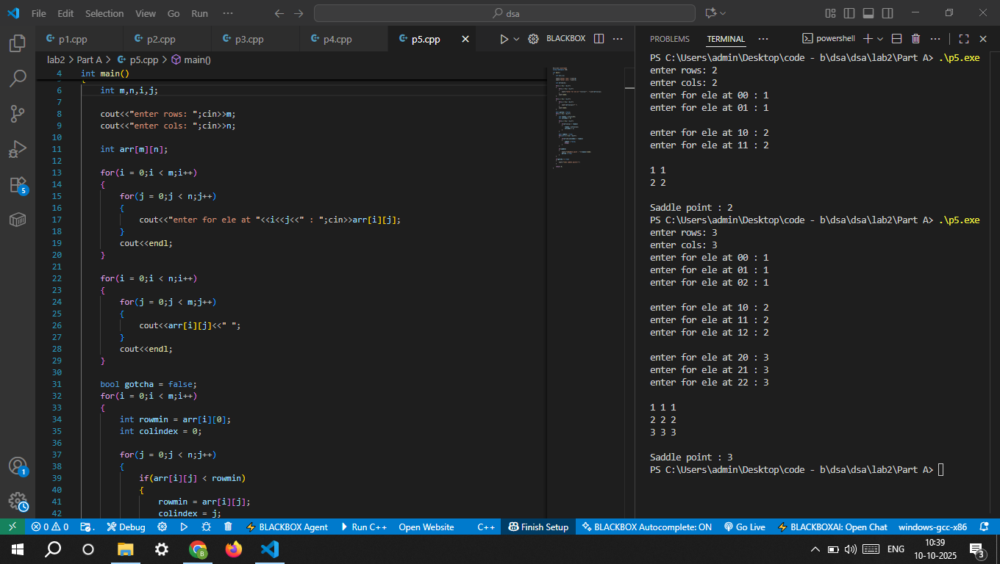 File Edit Selection View Go Run ··· dsa
p1.cpp p2.cpp p3.cpp p4.cpp p5.cpp BLACKBOX ···
lab2 > Part A > p5.cpp > main()
4 int main()
6 int m,n,i,j;
7
8 cout<<"enter rows: ";cin>>m;
9 cout<<"enter cols: ";cin>>n;
10
11 int arr[m][n];
12
13 for(i = 0;i < m;i++)
14 {
15 for(j = 0;j < n;j++)
16 {
17 cout<<"enter for ele at "<<i<<j<<" : ";cin>>arr[i][j];
18 }
19 cout<<endl;
20 }
21
22 for(i = 0;i < n;i++)
23 {
24 for(j = 0;j < m;j++)
25 {
26 cout<<arr[i][j]<<" ";
27 }
28 cout<<endl;
29 }
30
31 bool gotcha = false;
32 for(i = 0;i < m;i++)
33 {
34 int rowmin = arr[i][0];
35 int colindex = 0;
36
37 for(j = 0;j < n;j++)
38 {
39 if(arr[i][j] < rowmin)
40 {
41 rowmin = arr[i][j];
42 colindex = j;
PROBLEMS TERMINAL ··· powershell ···
PS C:\Users\admin\Desktop\code - b\dsa\dsa\lab2\Part A> .\p5.exe
enter rows: 2
enter cols: 2
enter for ele at 00 : 1
enter for ele at 01 : 1
enter for ele at 10 : 2
enter for ele at 11 : 2
1 1
2 2
Saddle point : 2
PS C:\Users\admin\Desktop\code - b\dsa\dsa\lab2\Part A> .\p5.exe
enter rows: 3
enter cols: 3
enter for ele at 00 : 1
enter for ele at 01 : 1
enter for ele at 02 : 1
enter for ele at 10 : 2
enter for ele at 11 : 2
enter for ele at 12 : 2
enter for ele at 20 : 3
enter for ele at 21 : 3
enter for ele at 22 : 3
1 1 1
2 2 2
3 3 3
Saddle point : 3
PS C:\Users\admin\Desktop\code - b\dsa\dsa\lab2\Part A>
5
1
0 0 . Debug BLACKBOX Agent Run C++ Open Website C++ Finish Setup BLACKBOX Autocomplete: ON Go Live BLACKBOXAI: Open Chat windows-gcc-x86
B ENG 10:39 3
10-10-2025